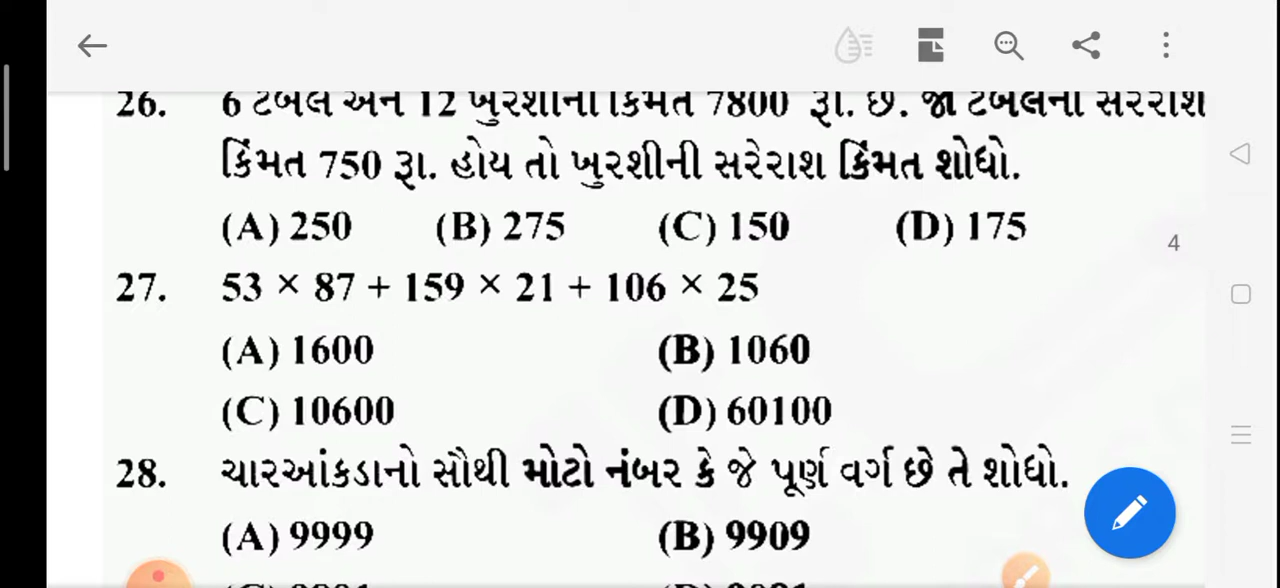 26. 6 ટેબલ અને 12 ખુરશીની કિંમત 7800 રૂા. છે. જો ટેબલની સરેરાશ
કિંમત 750 રૂા. હોય તો ખુરશીની સરેરાશ કિંમત શોધો.
(A) 250 (B) 275 (C) 150 (D) 175
4
27. 53 × 87 + 159 × 21 + 106 × 25
(A) 1600 (B) 1060
(C) 10600 (D) 60100
28. ચારઆંકડાનો સૌથી મોટો નંબર કે જે પૂર્ણ વર્ગ છે તે શોધો.
(A) 9999 (B) 9909